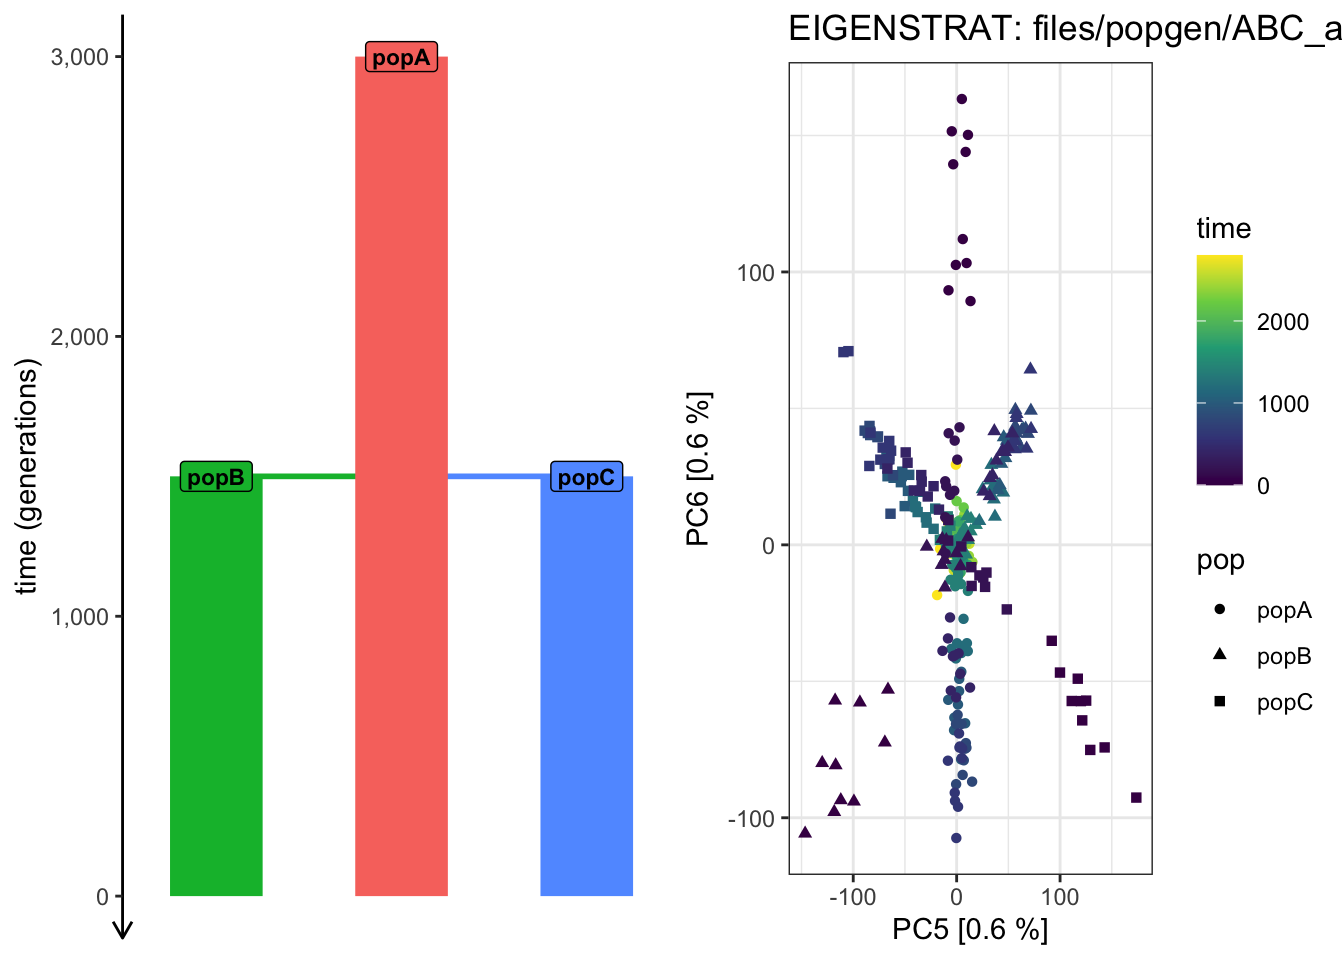 time (generations)
3,000
2,000
1,000
0
popA
popB
popC
EIGENSTRAT: files/popgen/ABC_a
PC6 [0.6 %]
100
0
-100
-100
0
100
PC5 [0.6 %]
time
2000
1000
0
pop
popA
popB
popC